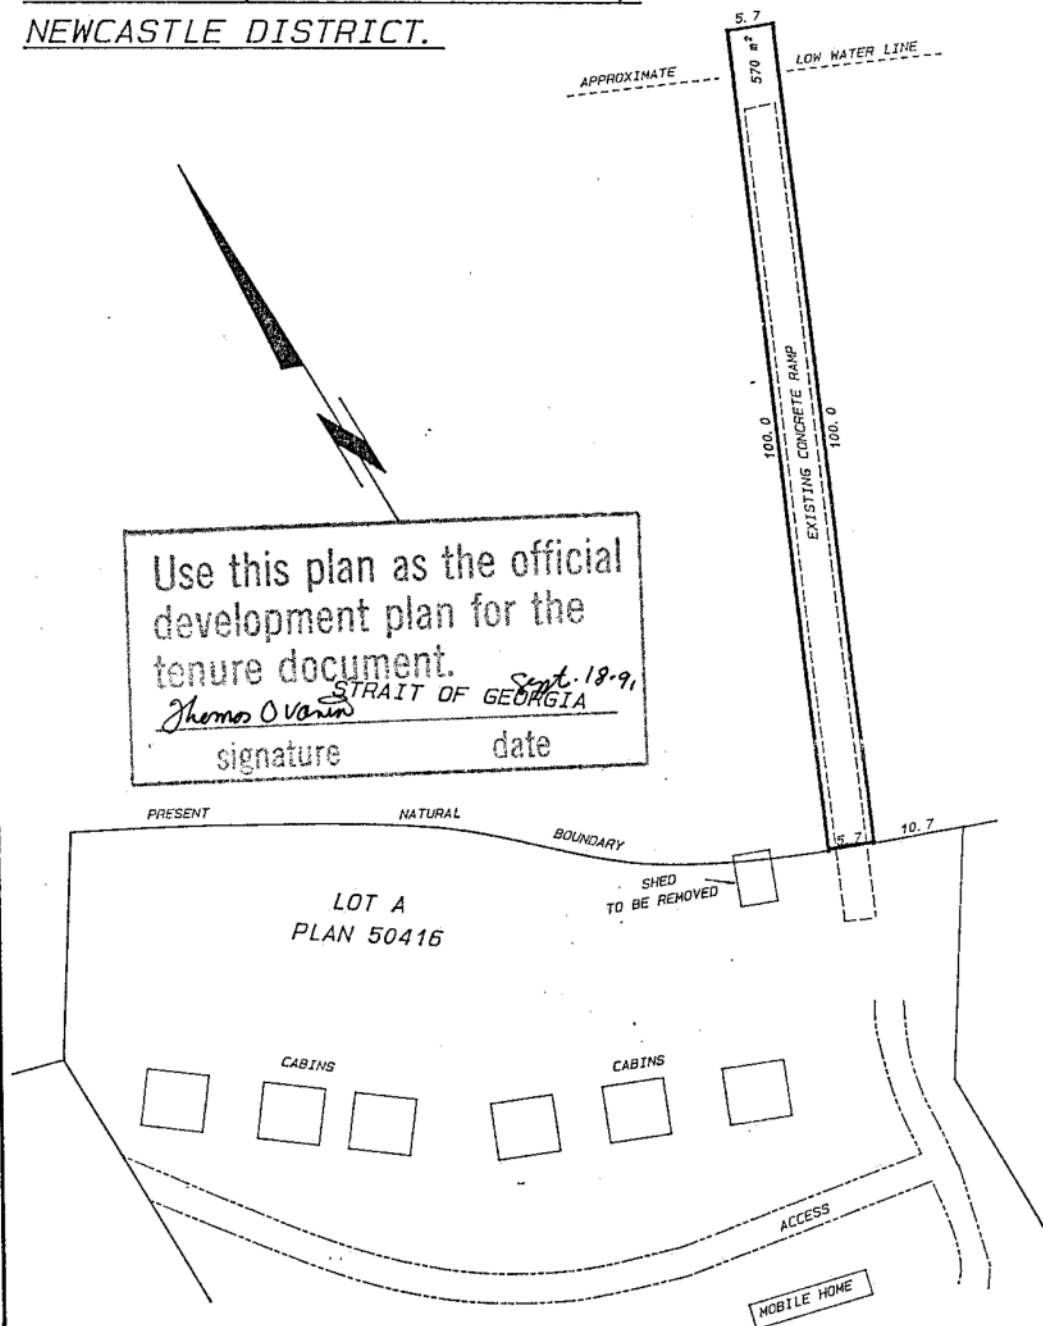 NEWCASTLE DISTRICT.
5.7
570 m²
APPROXIMATE
LOW WATER LINE
100.0
EXISTING CONCRETE RAMP
100.0
Use this plan as the official
development plan for the
tenure document.
Sept. 18-91
STRAIT OF GEORGIA
signature
date
PRESENT
NATURAL
BOUNDARY
5.7
10.7
SHED
TO BE REMOVED
LOT A
PLAN 50416
CABINS
CABINS
ACCESS
MOBILE HOME